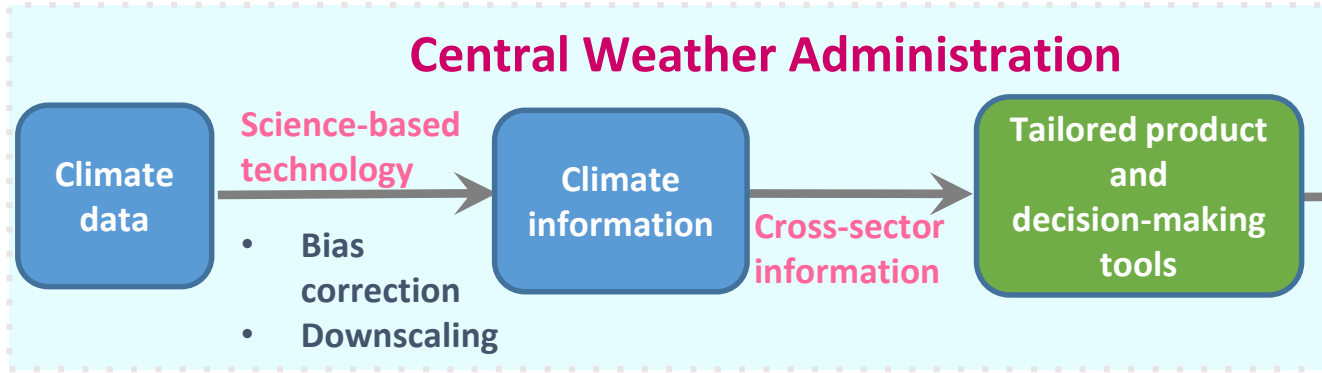 Central Weather Administration
Climate
data
Science-based
technology
• Bias
correction
• Downscaling
Climate
information
Cross-sector
information
Tailored product
and
decision-making
tools